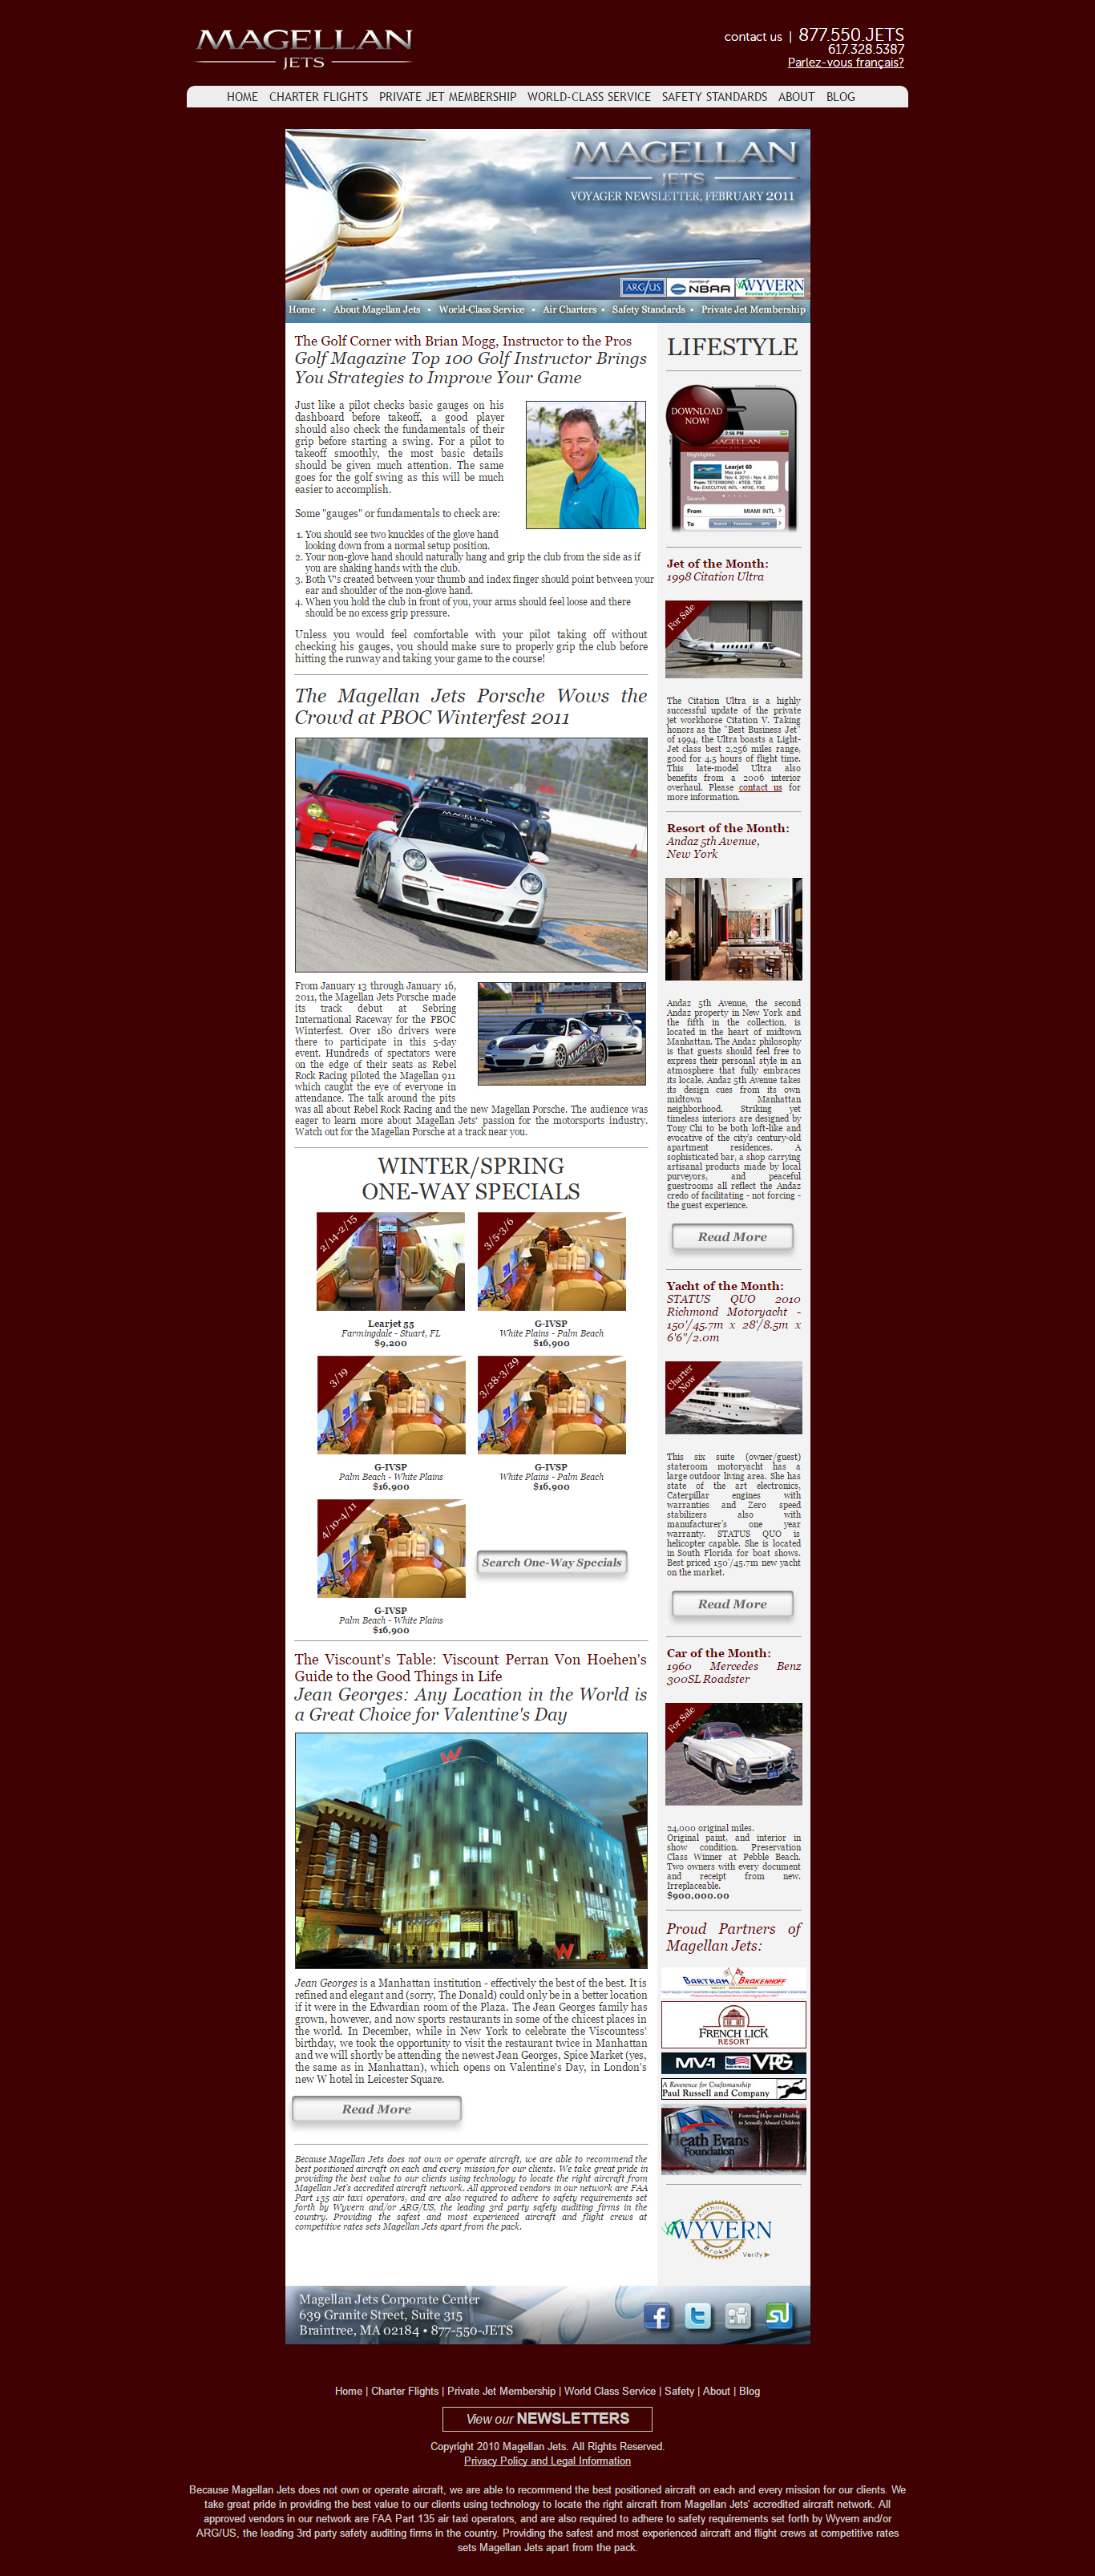 MAGELLAN
JETS
contact us | 877.550.JETS
617.328.5387
Parlez-vous français?
HOME CHARTER FLIGHTS PRIVATE JET MEMBERSHIP WORLD-CLASS SERVICE SAFETY STANDARDS ABOUT BLOG
MAGELLAN
JETS
VOYAGER NEWSLETTER, FEBRUARY 2011
ARG/US
member of
NBAA
WYVERN
Aviation Safety Intelligence
Home • About Magellan Jets • World-Class Service • Air Charters • Safety Standards • Private Jet Membership
The Golf Corner with Brian Mogg, Instructor to the Pros
Golf Magazine Top 100 Golf Instructor Brings
You Strategies to Improve Your Game
Just like a pilot checks basic gauges on his
dashboard before takeoff, a good player
should also check the fundamentals of their
grip before starting a swing. For a pilot to
takeoff smoothly, the most basic details
should be given much attention. The same
goes for the golf swing as this will be much
easier to accomplish.
Some "gauges" or fundamentals to check are:
1. You should see two knuckles of the glove hand
looking down from a normal setup position.
2. Your non-glove hand should naturally hang and grip the club from the side as if
you are shaking hands with the club.
3. Both V's created between your thumb and index finger should point between your
ear and shoulder of the non-glove hand.
4. When you hold the club in front of you, your arms should feel loose and there
should be no excess grip pressure.
Unless you would feel comfortable with your pilot taking off without
checking his gauges, you should make sure to properly grip the club before
hitting the runway and taking your game to the course!
The Magellan Jets Porsche Wows the
Crowd at PBOC Winterfest 2011
MAGELLAN
From January 13 through January 16,
2011, the Magellan Jets Porsche made
its track debut at Sebring
International Raceway for the PBOC
Winterfest. Over 180 drivers were
there to participate in this 5-day
event. Hundreds of spectators were
on the edge of their seats as Rebel
Rock Racing piloted the Magellan 911
which caught the eye of everyone in
attendance. The talk around the pits
was all about Rebel Rock Racing and the new Magellan Porsche. The audience was
eager to learn more about Magellan Jets' passion for the motorsports industry.
Watch out for the Magellan Porsche at a track near you.
WINTER/SPRING
ONE-WAY SPECIALS
2/14-2/15
3/5-3/6
Learjet 55
Farmingdale - Stuart, FL
$9,200
G-IVSP
White Plains - Palm Beach
$16,900
3/19
3/28-3/29
G-IVSP
Palm Beach - White Plains
$16,900
G-IVSP
White Plains - Palm Beach
$16,900
4/10-4/11
Search One-Way Specials
G-IVSP
Palm Beach - White Plains
$16,900
The Viscount's Table: Viscount Perran Von Hoehen's
Guide to the Good Things in Life
Jean Georges: Any Location in the World is
a Great Choice for Valentine's Day
W
W
Jean Georges is a Manhattan institution - effectively the best of the best. It is
refined and elegant and (sorry, The Donald) could only be in a better location
if it were in the Edwardian room of the Plaza. The Jean Georges family has
grown, however, and now sports restaurants in some of the chicest places in
the world. In December, while in New York to celebrate the Viscountess'
birthday, we took the opportunity to visit the restaurant twice in Manhattan
and we will shortly be attending the newest Jean Georges, Spice Market (yes,
the same as in Manhattan), which opens on Valentine's Day, in London's
new W hotel in Leicester Square.
Read More
Because Magellan Jets does not own or operate aircraft, we are able to recommend the
best positioned aircraft on each and every mission for our clients. We take great pride in
providing the best value to our clients using technology to locate the right aircraft from
Magellan Jet's accredited aircraft network. All approved vendors in our network are FAA
Part 135 air taxi operators, and are also required to adhere to safety requirements set
forth by Wyvern and/or ARG/US, the leading 3rd party safety auditing firms in the
country. Providing the safest and most experienced aircraft and flight crews at
competitive rates sets Magellan Jets apart from the pack.
LIFESTYLE
DOWNLOAD
NOW!
2:56 PM
MAGELLAN
Highlights
Learjet 60
Max pax 7
Nov 4, 2010 - Nov 4, 2010
From: TETERBORO - KTEB, TEB
To: EXECUTIVE INTL - KFXE, FXE
Search
From MIAMI INTL
To
Search Favorites GPS
Jet of the Month:
1998 Citation Ultra
For Sale
The Citation Ultra is a highly
successful update of the private
jet workhorse Citation V. Taking
honors as the "Best Business Jet"
of 1994, the Ultra boasts a Light-
Jet class best 2,256 miles range,
good for 4.5 hours of flight time.
This late-model Ultra also
benefits from a 2006 interior
overhaul. Please contact us for
more information.
Resort of the Month:
Andaz 5th Avenue,
New York
Andaz 5th Avenue, the second
Andaz property in New York and
the fifth in the collection, is
located in the heart of midtown
Manhattan. The Andaz philosophy
is that guests should feel free to
express their personal style in an
atmosphere that fully embraces
its locale. Andaz 5th Avenue takes
its design cues from its own
midtown Manhattan
neighborhood. Striking yet
timeless interiors are designed by
Tony Chi to be both loft-like and
evocative of the city's century-old
apartment residences. A
sophisticated bar, a shop carrying
artisanal products made by local
purveyors, and peaceful
guestrooms all reflect the Andaz
credo of facilitating - not forcing -
the guest experience.
Read More
Yacht of the Month:
STATUS QUO 2010
Richmond Motoryacht -
150'/45.7m x 28'/8.5m x
6'6"/2.0m
Charter
Now
This six suite (owner/guest)
stateroom motoryacht has a
large outdoor living area. She has
state of the art electronics,
Caterpillar engines with
warranties and Zero speed
stabilizers also with
manufacturer's one year
warranty. STATUS QUO is
helicopter capable. She is located
in South Florida for boat shows.
Best priced 150'/45.7m new yacht
on the market.
Read More
Car of the Month:
1960 Mercedes Benz
300SL Roadster
For Sale
24,000 original miles.
Original paint, and interior in
show condition. Preservation
Class Winner at Pebble Beach.
Two owners with every document
and receipt from new.
Irreplaceable.
$900,000.00
Proud Partners of
Magellan Jets:
BARTRAM BRAKENHOFF
FRENCH LICK
RESORT
MV-1 VPG
A Reverence for Craftsmanship
Paul Russell and Company
Fostering Hope and Healing
to Sexually Abused Children
Heath Evans
Foundation
Authorized
WYVERN
Broker
Verify
Magellan Jets Corporate Center
639 Granite Street, Suite 315
Braintree, MA 02184 • 877-550-JETS
Home | Charter Flights | Private Jet Membership | World Class Service | Safety | About | Blog
View our NEWSLETTERS
Copyright 2010 Magellan Jets. All Rights Reserved.
Privacy Policy and Legal Information
Because Magellan Jets does not own or operate aircraft, we are able to recommend the best positioned aircraft on each and every mission for our clients. We
take great pride in providing the best value to our clients using technology to locate the right aircraft from Magellan Jets' accredited aircraft network. All
approved vendors in our network are FAA Part 135 air taxi operators, and are also required to adhere to safety requirements set forth by Wyvern and/or
ARG/US, the leading 3rd party safety auditing firms in the country. Providing the safest and most experienced aircraft and flight crews at competitive rates
sets Magellan Jets apart from the pack.